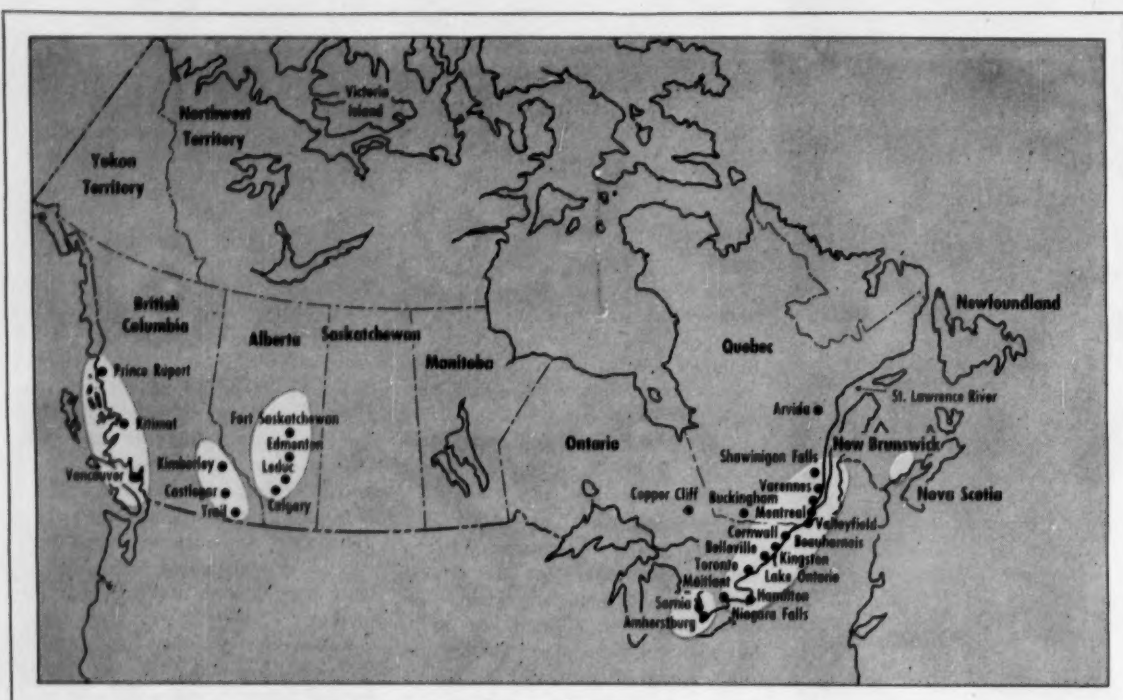 Victoria
Island
Northwest
Territory
Yukon
Territory
British
Columbia
Alberta
Saskatchewan
Manitoba
Ontario
Quebec
Newfoundland
Prince Rupert
Kitimat
Vancouver
Kimberley
Castlegar
Trail
Fort Saskatchewan
Edmonton
Leduc
Calgary
St. Lawrence River
Arvida
New Brunswick
Nova Scotia
Shawinigan Falls
Varennes
Copper Cliff
Buckingham
Montreal
Valleyfield
Cornwall
Beauharnois
Belleville
Kingston
Toronto
Lake Ontario
Maitlant
Hamilton
Sarnia
Niagara Falls
Amherstburg